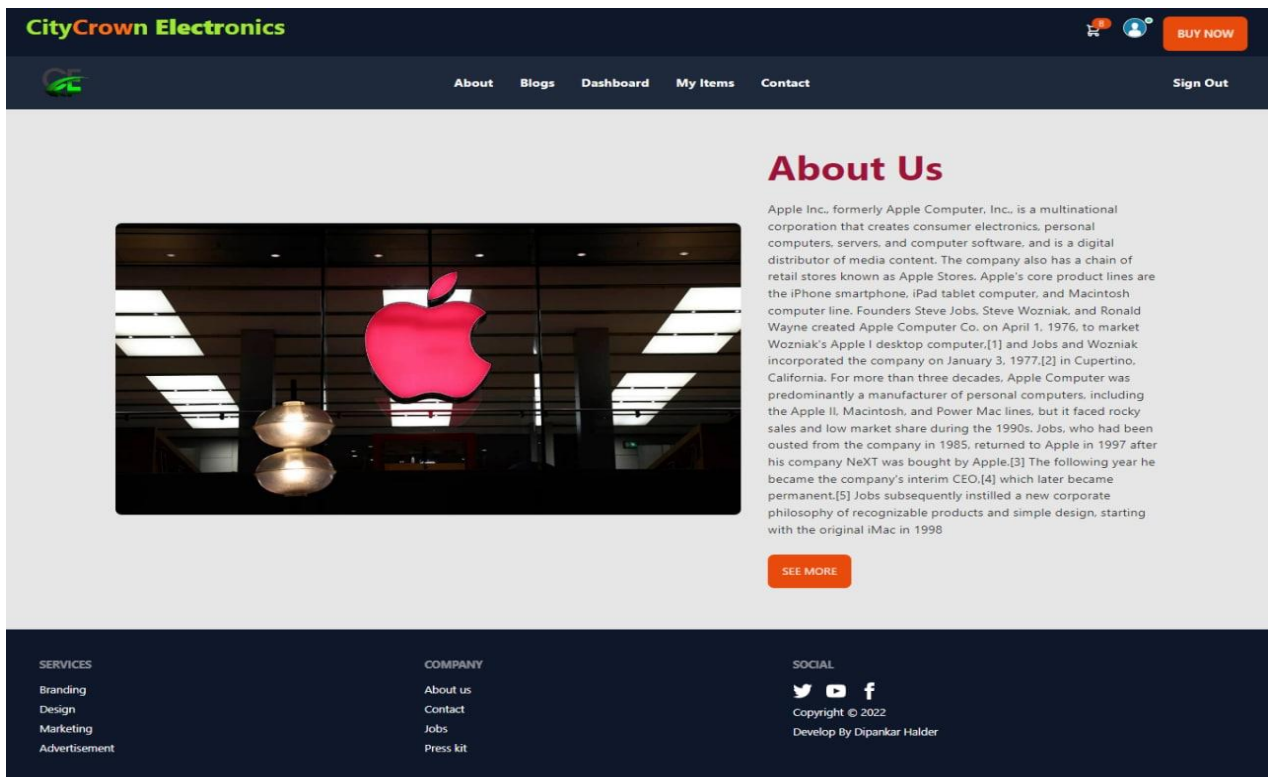 CityCrown Electronics
BUY NOW
About Blogs Dashboard My Items Contact Sign Out
About Us
Apple Inc., formerly Apple Computer, Inc., is a multinational
corporation that creates consumer electronics, personal
computers, servers, and computer software, and is a digital
distributor of media content. The company also has a chain of
retail stores known as Apple Stores. Apple's core product lines are
the iPhone smartphone, iPad tablet computer, and Macintosh
computer line. Founders Steve Jobs, Steve Wozniak, and Ronald
Wayne created Apple Computer Co. on April 1, 1976, to market
Wozniak's Apple I desktop computer,[1] and Jobs and Wozniak
incorporated the company on January 3, 1977,[2] in Cupertino,
California. For more than three decades, Apple Computer was
predominantly a manufacturer of personal computers, including
the Apple II, Macintosh, and Power Mac lines, but it faced rocky
sales and low market share during the 1990s. Jobs, who had been
ousted from the company in 1985, returned to Apple in 1997 after
his company NeXT was bought by Apple.[3] The following year he
became the company's interim CEO,[4] which later became
permanent.[5] Jobs subsequently instilled a new corporate
philosophy of recognizable products and simple design, starting
with the original iMac in 1998
SEE MORE
SERVICES
Branding
Design
Marketing
Advertisement
COMPANY
About us
Contact
Jobs
Press kit
SOCIAL
Copyright © 2022
Develop By Dipankar Halder